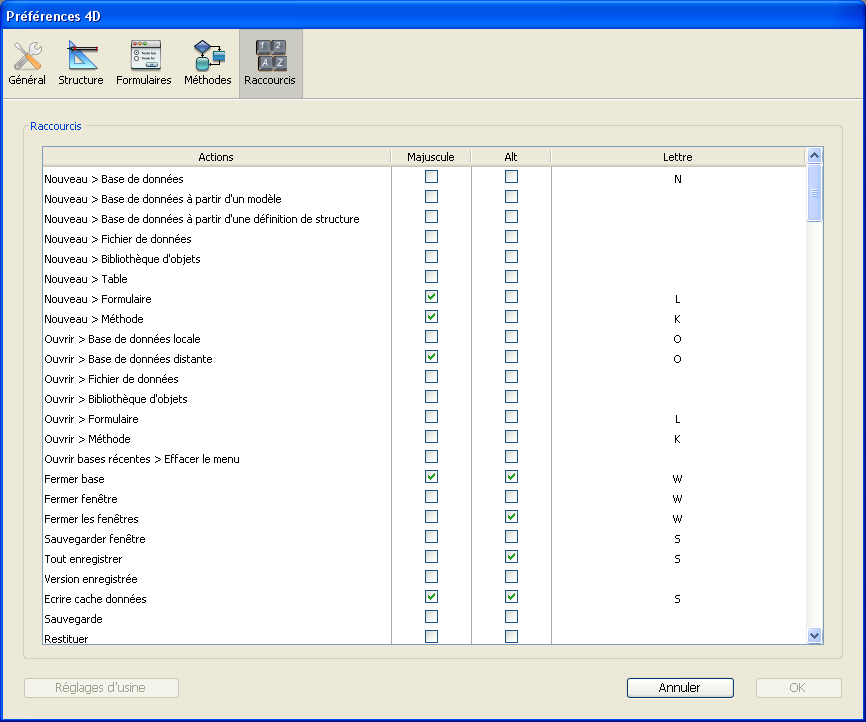 Préférences 4D
Général Structure Formulaires Méthodes Raccourcis
Raccourcis
Actions Majuscule Alt Lettre
Nouveau > Base de données N
Nouveau > Base de données à partir d'un modèle
Nouveau > Base de données à partir d'une définition de structure
Nouveau > Fichier de données
Nouveau > Bibliothèque d'objets
Nouveau > Table
Nouveau > Formulaire L
Nouveau > Méthode K
Ouvrir > Base de données locale O
Ouvrir > Base de données distante O
Ouvrir > Fichier de données
Ouvrir > Bibliothèque d'objets
Ouvrir > Formulaire L
Ouvrir > Méthode K
Ouvrir bases récentes > Effacer le menu
Fermer base W
Fermer fenêtre W
Fermer les fenêtres W
Sauvegarder fenêtre S
Tout enregistrer S
Version enregistrée
Ecrire cache données S
Sauvegarde
Restituer
Réglages d'usine Annuler OK